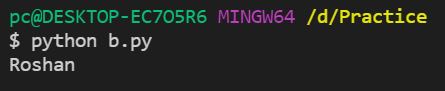 pc@DESKTOP-EC7O5R6 MINGW64 /d/Practice
$ python b.py
Roshan